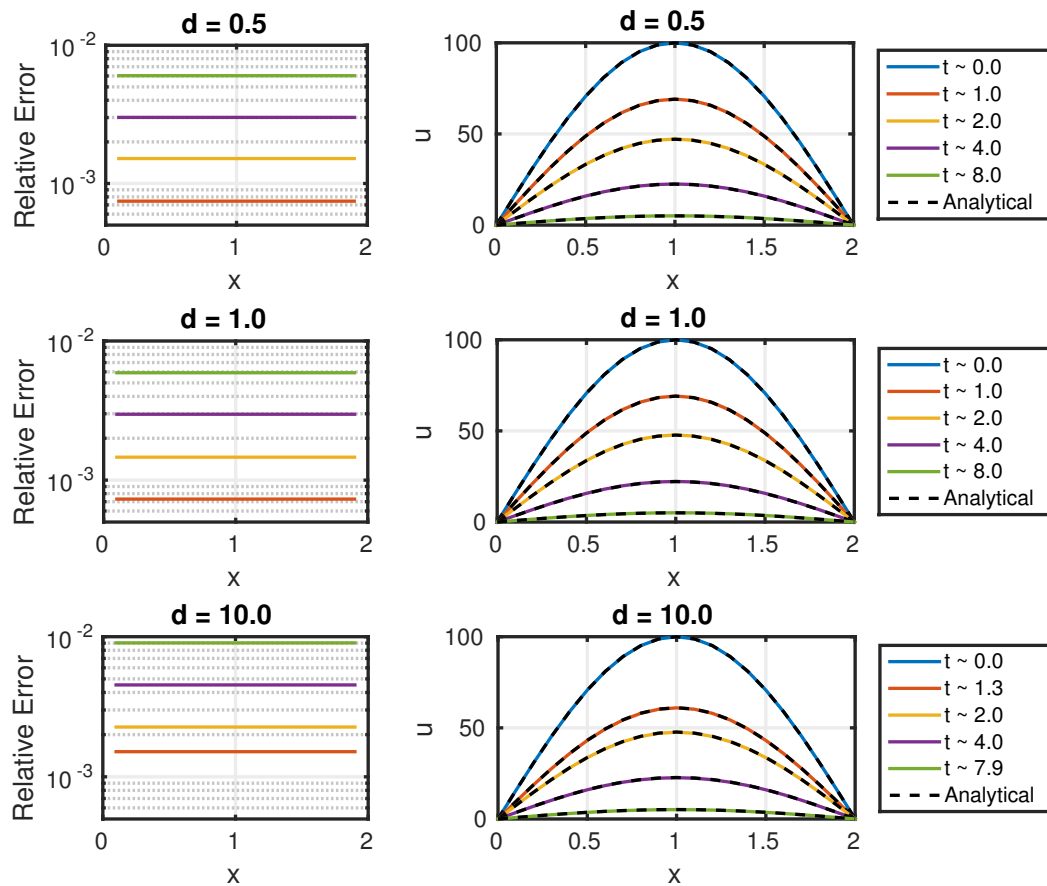 d = 0.5
Relative Error
10^-2
10^-3
0
1
2
x
d = 0.5
u
100
50
0
0
0.5
1
1.5
2
x
t ~ 0.0
t ~ 1.0
t ~ 2.0
t ~ 4.0
t ~ 8.0
Analytical
d = 1.0
Relative Error
10^-2
10^-3
0
1
2
x
d = 1.0
u
100
50
0
0
0.5
1
1.5
2
x
t ~ 0.0
t ~ 1.0
t ~ 2.0
t ~ 4.0
t ~ 8.0
Analytical
d = 10.0
Relative Error
10^-2
10^-3
0
1
2
x
d = 10.0
u
100
50
0
0
0.5
1
1.5
2
x
t ~ 0.0
t ~ 1.3
t ~ 2.0
t ~ 4.0
t ~ 7.9
Analytical